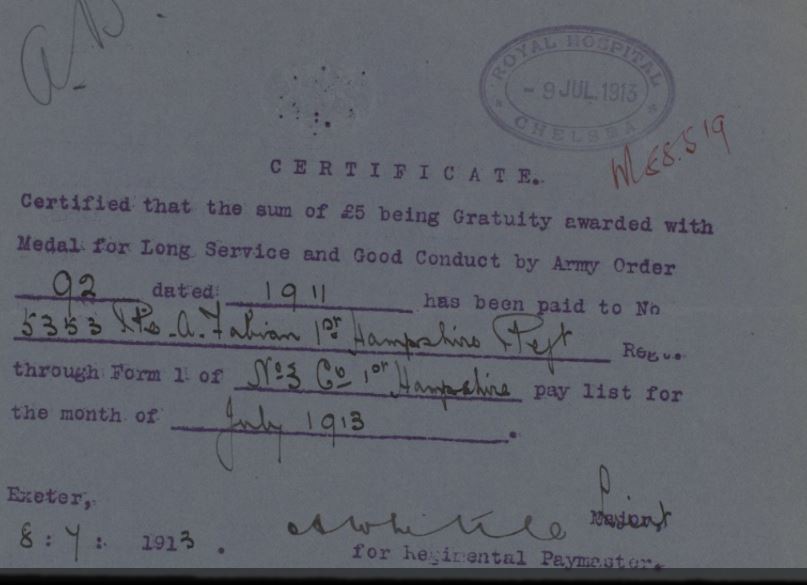 ROYAL HOSPITAL
- 9 JUL. 1913
CHELSEA
CERTIFICATE.
Certified that the sum of £5 being Gratuity awarded with
Medal for Long Service and Good Conduct by Army Order
92 dated 1911 has been paid to No
5353 Pte. A. Fabian 1st Hampshire Regt
through Form 1 of No 3 Co 1st Hampshire pay list for
the month of July 1913.
Exeter,
8 : 7 : 1913.
Major,
for Regimental Paymaster.